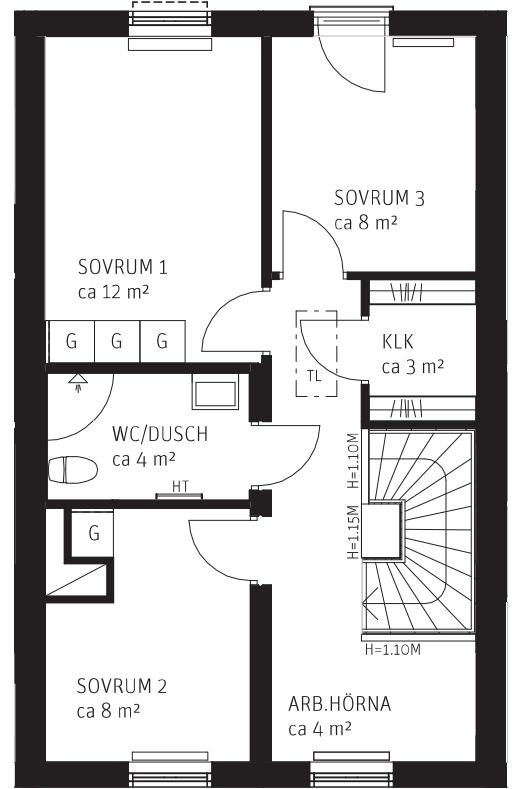 SOVRUM 3
ca 8 m²
SOVRUM 1
ca 12 m²
G G G
TL
KLK
ca 3 m²
WC/DUSCH
ca 4 m²
HT
H=1.10M
H=1.15M
G
H=1.10M
SOVRUM 2
ca 8 m²
ARB.HÖRNA
ca 4 m²